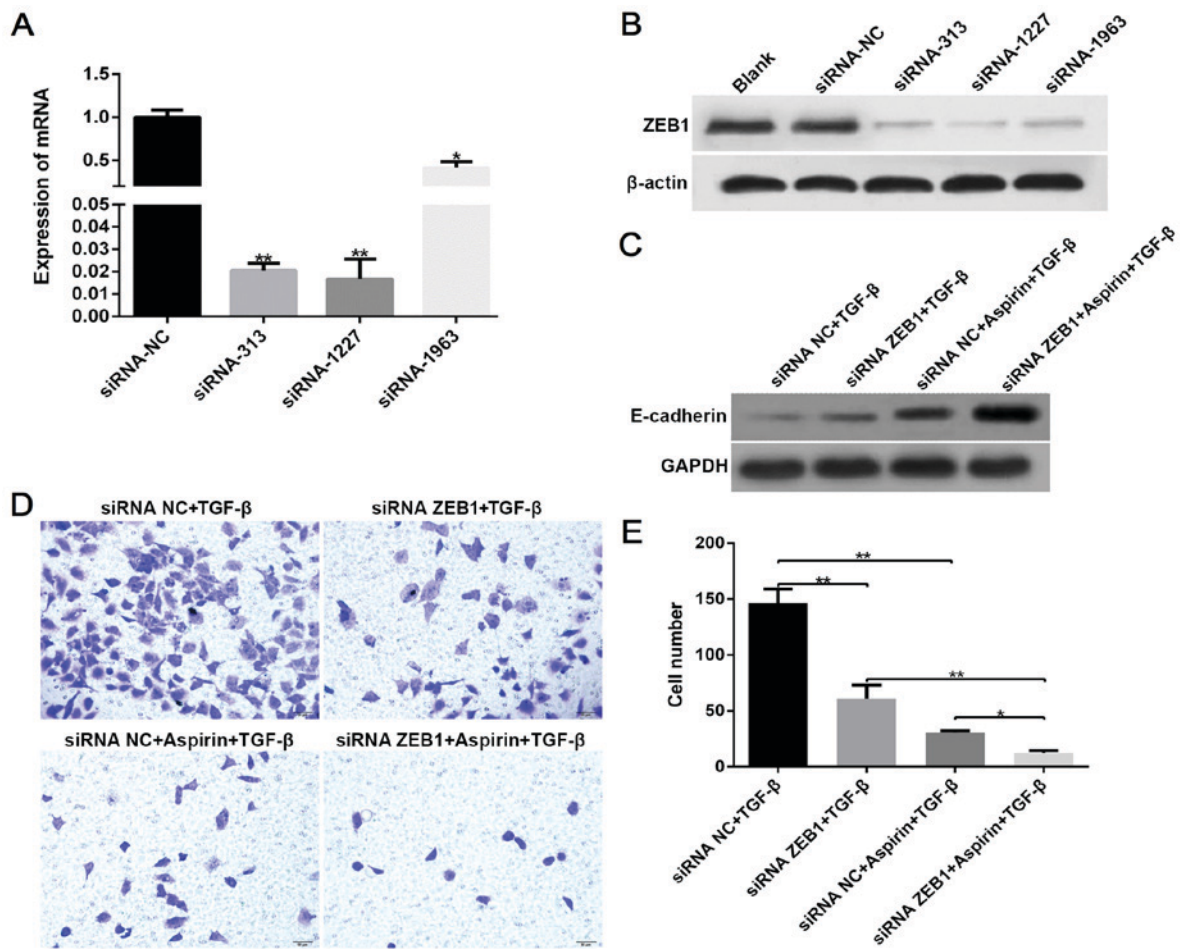 A
Expression of mRNA
1.5
1.0
0.5
0.05
0.04
0.03
0.02
0.01
0.00
**
**
*
siRNA-NC
siRNA-313
siRNA-1227
siRNA-1963
B
Blank
siRNA-NC
siRNA-313
siRNA-1227
siRNA-1963
ZEB1
β-actin
C
siRNA NC+TGF-β
siRNA ZEB1+TGF-β
siRNA NC+Aspirin+TGF-β
siRNA ZEB1+Aspirin+TGF-β
E-cadherin
GAPDH
D
siRNA NC+TGF-β
siRNA ZEB1+TGF-β
siRNA NC+Aspirin+TGF-β
siRNA ZEB1+Aspirin+TGF-β
E
Cell number
200
150
100
50
0
**
**
**
*
siRNA NC+TGF-β
siRNA ZEB1+TGF-β
siRNA NC+Aspirin+TGF-β
siRNA ZEB1+Aspirin+TGF-β